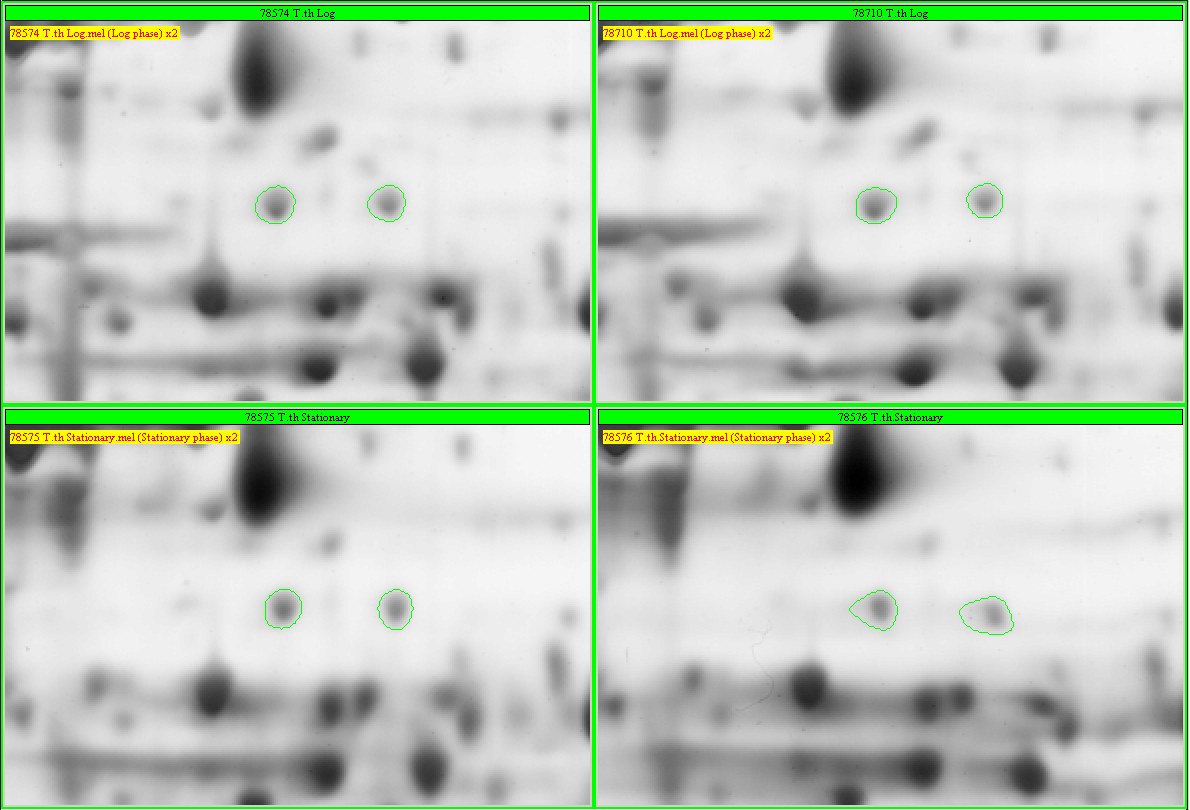 78574 T.th Log
78574 T.th Log.mel (Log phase) x2
78710 T.th Log
78710 T.th Log.mel (Log phase) x2
78575 T.th Stationary
78575 T.th Stationary.mel (Stationary phase) x2
78576 T.th Stationary
78576 T.th.Stationary.mel (Stationary phase) x2